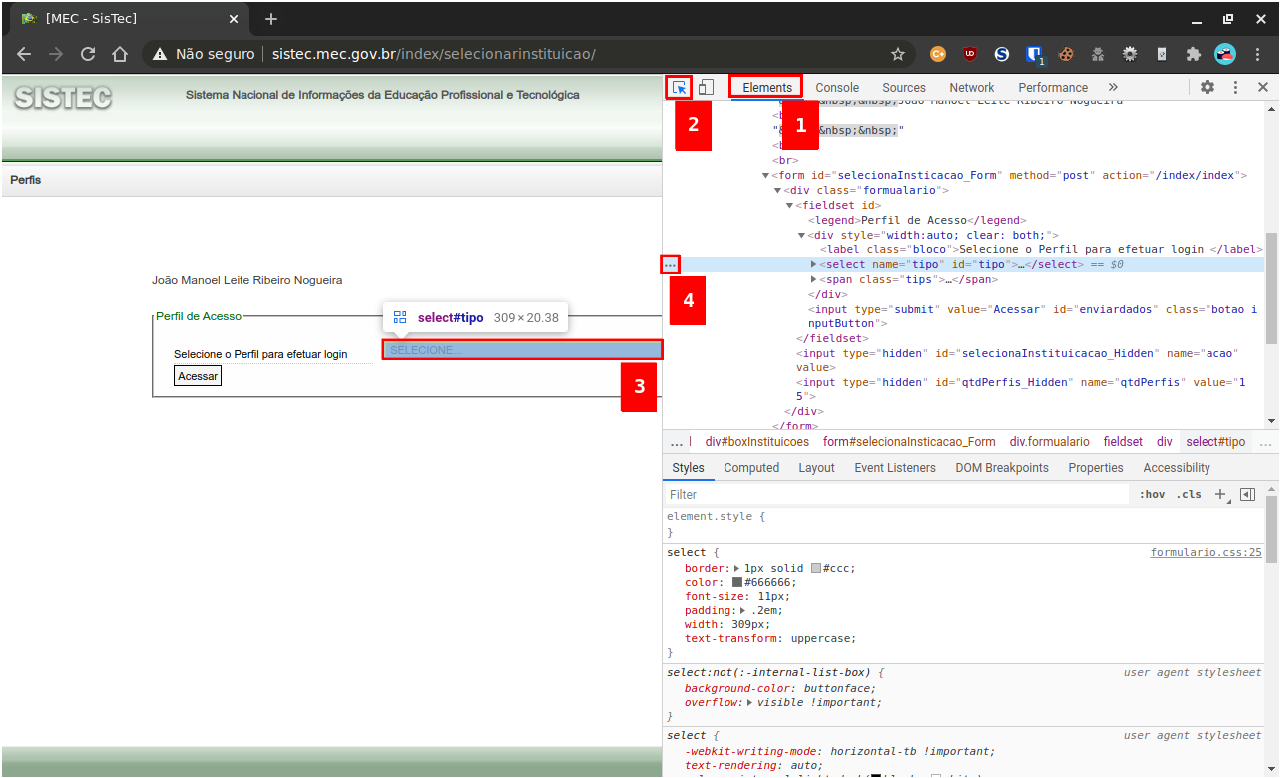 [MEC - SisTec]
Não seguro | sistec.mec.gov.br/index/selecionarinstituicao/
1
SISTEC
Sistema Nacional de Informações da Educação Profissional e Tecnológica
Perfis
João Manoel Leile Ribeiro Nogueira
Perfil de Acesso
select#tipo 309 × 20.38
Selecione o Perfil para efetuar login
SELECIONE...
Acessar
3
Elements Console Sources Network Performance »
2
1
&nbsp;João Manoel Leile Ribeiro Nogueira
<b
"& &nbsp;&nbsp;"
<b
<br>
<form id="selecionaInsticacao_Form" method="post" action="/index/index">
<div class="formualario">
<fieldset id>
<legend>Perfil de Acesso</legend>
<div style="width:auto; clear: both;">
<label class="bloco">Selecione o Perfil para efetuar login </label>
... <select name="tipo" id="tipo">…</select> == $0
4
<span class="tips">…</span>
</div>
<input type="submit" value="Acessar" id="enviardados" class="botao i
nputButton">
</fieldset>
<input type="hidden" id="selecionaInstituicacao_Hidden" name="acao"
value>
<input type="hidden" id="qtdPerfis_Hidden" name="qtdPerfis" value="1
5">
</div>
</form>
... l div#boxInstituicoes form#selecionaInsticacao_Form div.formualario fieldset div select#tipo ...
Styles Computed Layout Event Listeners DOM Breakpoints Properties Accessibility
Filter :hov .cls +
element.style {
}
select { formulario.css:25
border: 1px solid #ccc;
color: #666666;
font-size: 11px;
padding: .2em;
width: 309px;
text-transform: uppercase;
}
select:not(:-internal-list-box) { user agent stylesheet
background-color: buttonface;
overflow: visible !important;
}
select { user agent stylesheet
-webkit-writing-mode: horizontal-tb !important;
text-rendering: auto;